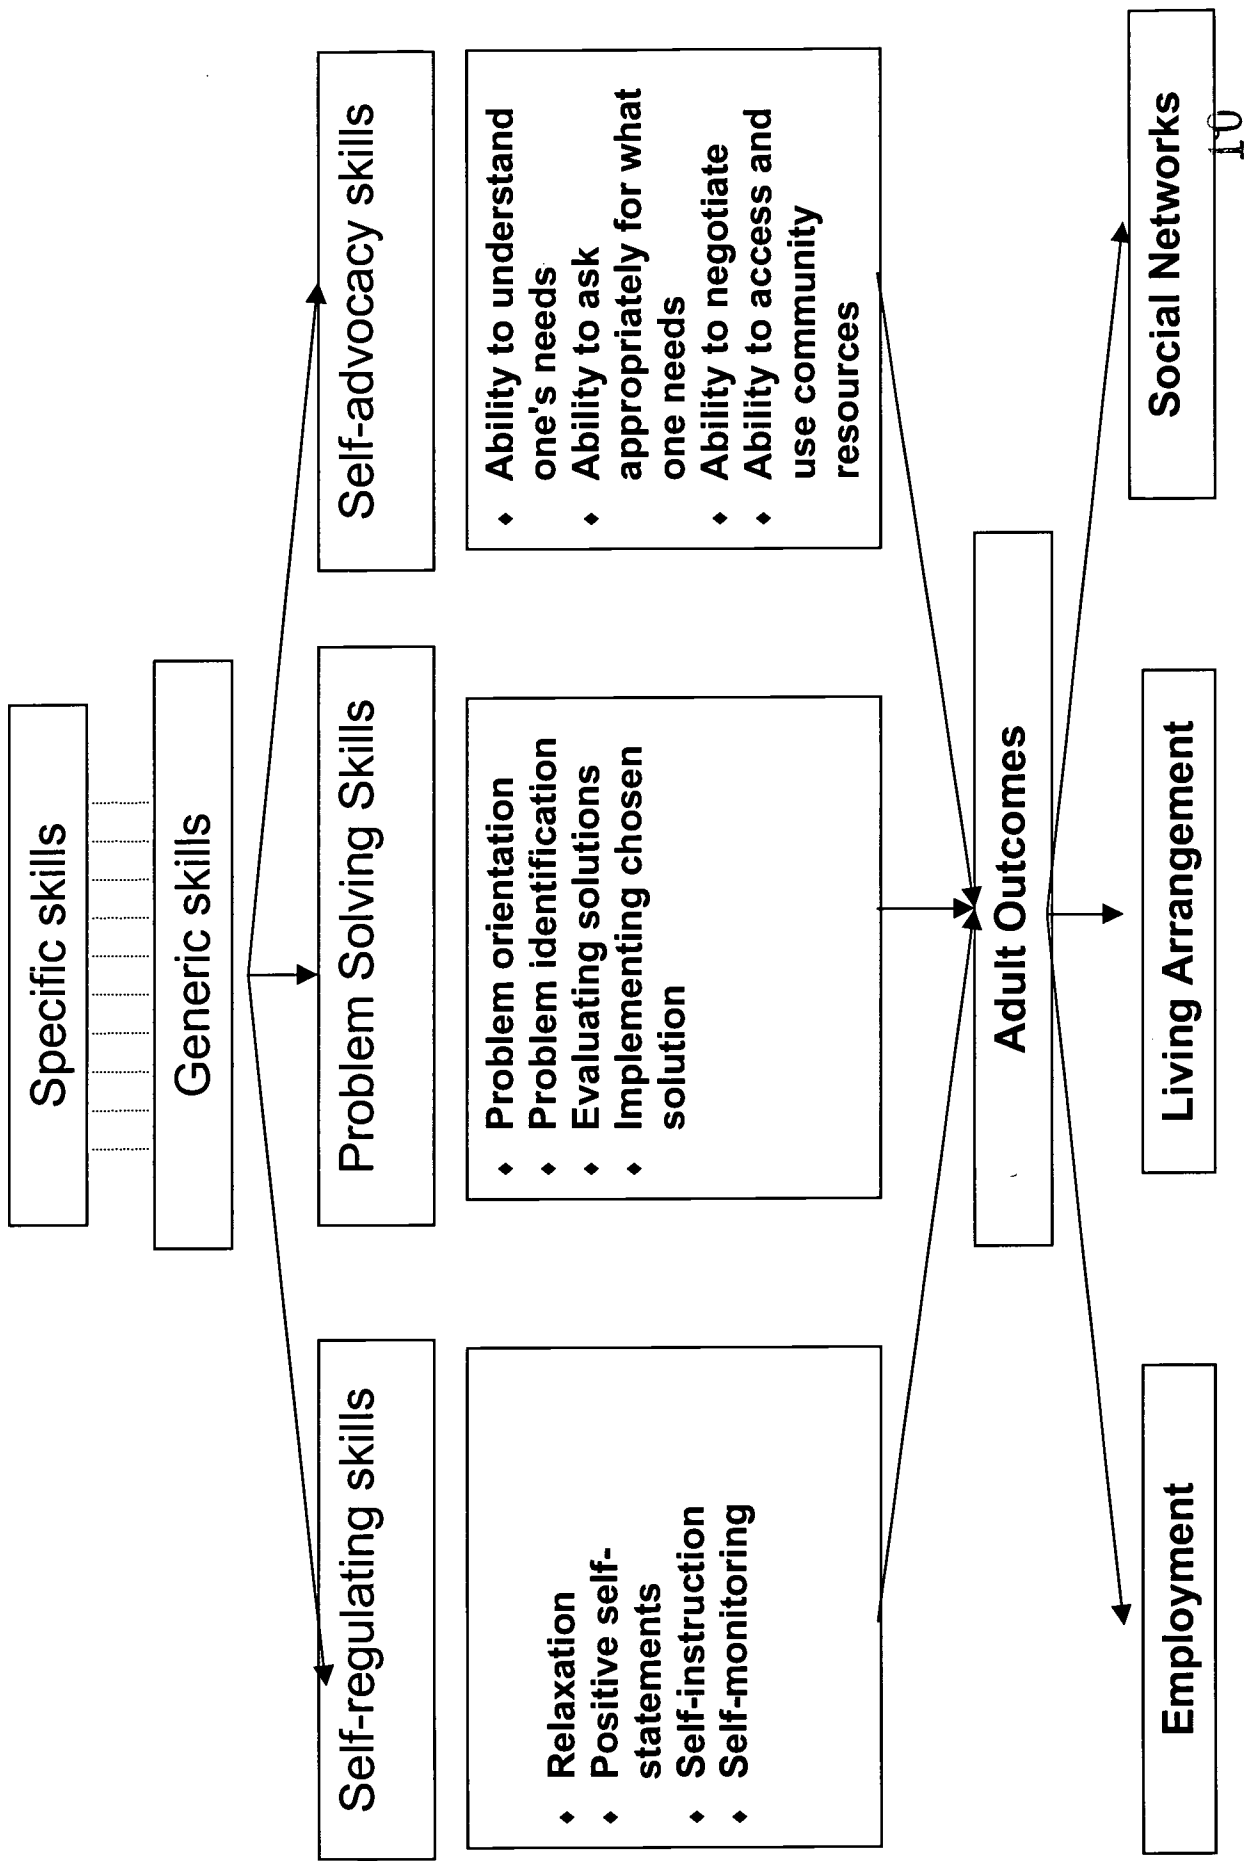 Specific skills
Generic skills
Self-regulating skills
Problem Solving Skills
Self-advocacy skills
♦ Relaxation
♦ Positive self-
statements
♦ Self-instruction
♦ Self-monitoring
♦ Problem orientation
♦ Problem identification
♦ Evaluating solutions
♦ Implementing chosen
solution
♦ Ability to understand
one's needs
♦ Ability to ask
appropriately for what
one needs
♦ Ability to negotiate
♦ Ability to access and
use community
resources
Adult Outcomes
Employment
Living Arrangement
Social Networks
10